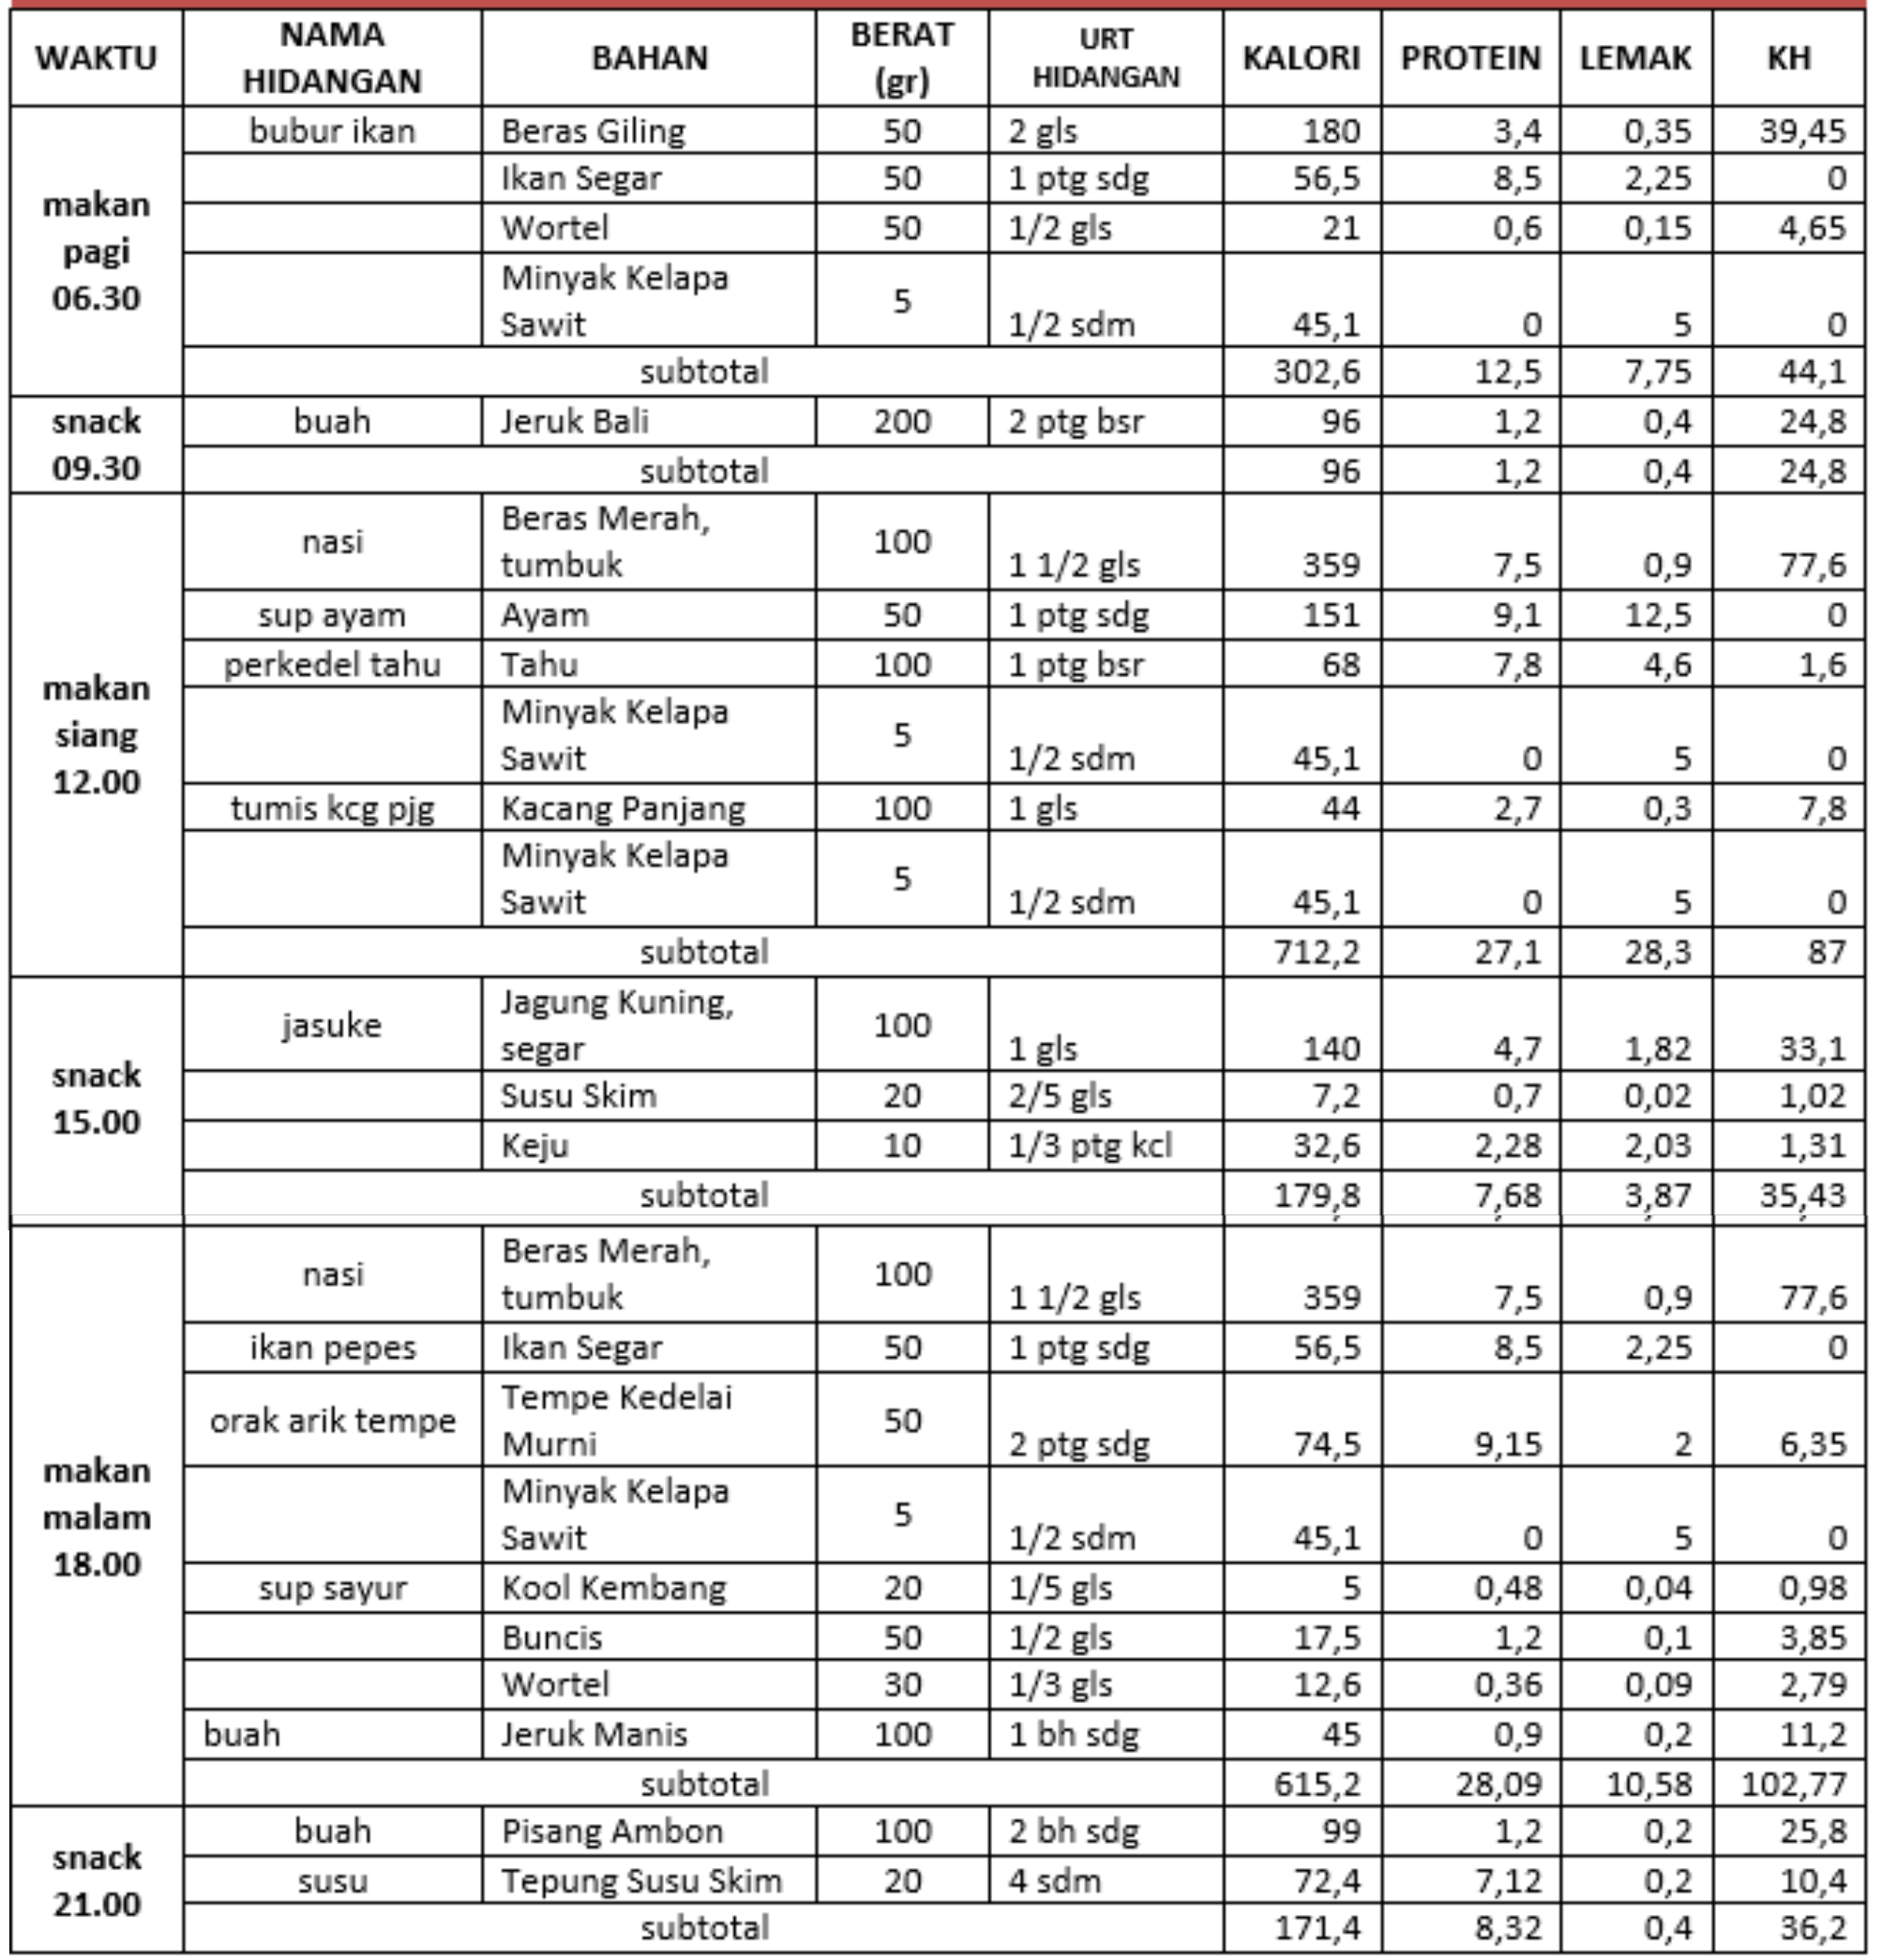 WAKTU NAMA HIDANGAN BAHAN BERAT (gr) URT HIDANGAN KALORI PROTEIN LEMAK KH
makan pagi 06.30
bubur ikan Beras Giling 50 2 gls 180 3,4 0,35 39,45
Ikan Segar 50 1 ptg sdg 56,5 8,5 2,25 0
Wortel 50 1/2 gls 21 0,6 0,15 4,65
Minyak Kelapa Sawit 5 1/2 sdm 45,1 0 5 0
subtotal 302,6 12,5 7,75 44,1
snack 09.30
buah Jeruk Bali 200 2 ptg bsr 96 1,2 0,4 24,8
subtotal 96 1,2 0,4 24,8
makan siang 12.00
nasi Beras Merah, tumbuk 100 1 1/2 gls 359 7,5 0,9 77,6
sup ayam Ayam 50 1 ptg sdg 151 9,1 12,5 0
perkedel tahu Tahu 100 1 ptg bsr 68 7,8 4,6 1,6
Minyak Kelapa Sawit 5 1/2 sdm 45,1 0 5 0
tumis kcg pjg Kacang Panjang 100 1 gls 44 2,7 0,3 7,8
Minyak Kelapa Sawit 5 1/2 sdm 45,1 0 5 0
subtotal 712,2 27,1 28,3 87
snack 15.00
jasuke Jagung Kuning, segar 100 1 gls 140 4,7 1,82 33,1
Susu Skim 20 2/5 gls 7,2 0,7 0,02 1,02
Keju 10 1/3 ptg kcl 32,6 2,28 2,03 1,31
subtotal 179,8 7,68 3,87 35,43
makan malam 18.00
nasi Beras Merah, tumbuk 100 1 1/2 gls 359 7,5 0,9 77,6
ikan pepes Ikan Segar 50 1 ptg sdg 56,5 8,5 2,25 0
orak arik tempe Tempe Kedelai Murni 50 2 ptg sdg 74,5 9,15 2 6,35
Minyak Kelapa Sawit 5 1/2 sdm 45,1 0 5 0
sup sayur Kool Kembang 20 1/5 gls 5 0,48 0,04 0,98
Buncis 50 1/2 gls 17,5 1,2 0,1 3,85
Wortel 30 1/3 gls 12,6 0,36 0,09 2,79
buah Jeruk Manis 100 1 bh sdg 45 0,9 0,2 11,2
subtotal 615,2 28,09 10,58 102,77
snack 21.00
buah Pisang Ambon 100 2 bh sdg 99 1,2 0,2 25,8
susu Tepung Susu Skim 20 4 sdm 72,4 7,12 0,2 10,4
subtotal 171,4 8,32 0,4 36,2